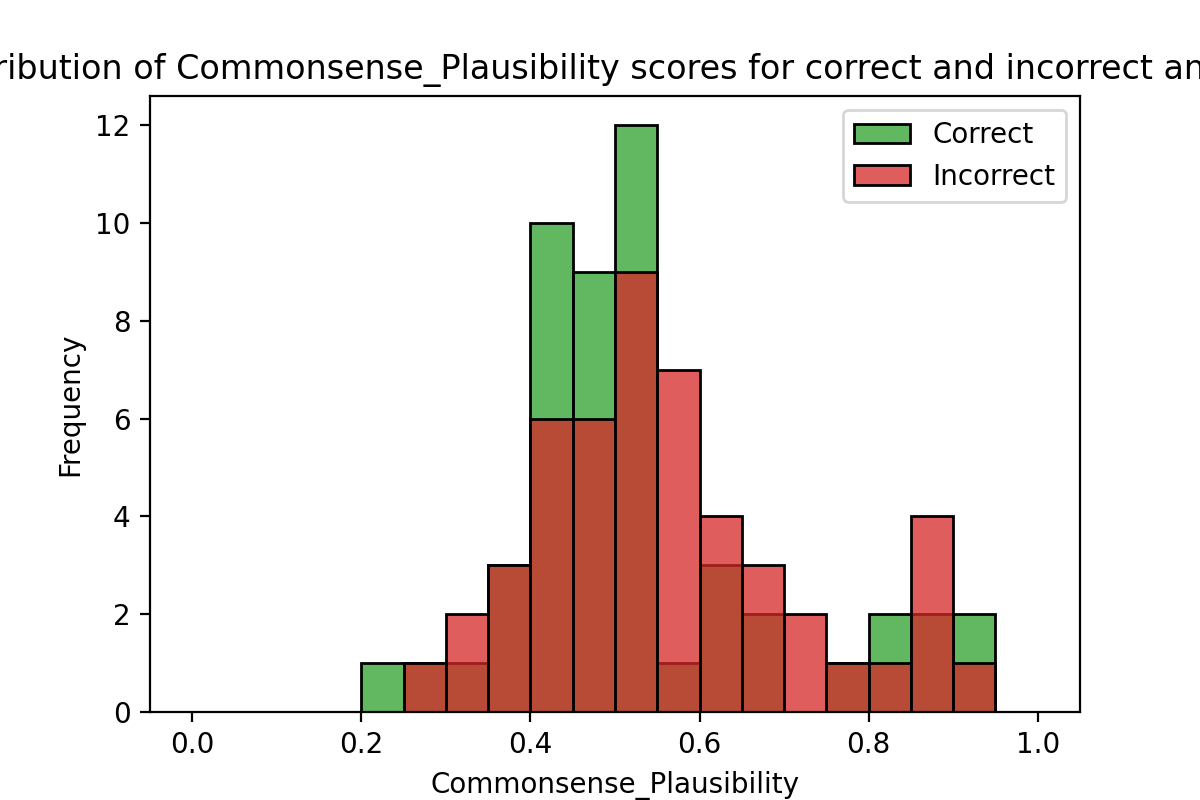 ribution of Commonsense_Plausibility scores for correct and incorrect an
Correct
Incorrect
Frequency
12
10
8
6
4
2
0
0.0 0.2 0.4 0.6 0.8 1.0
Commonsense_Plausibility